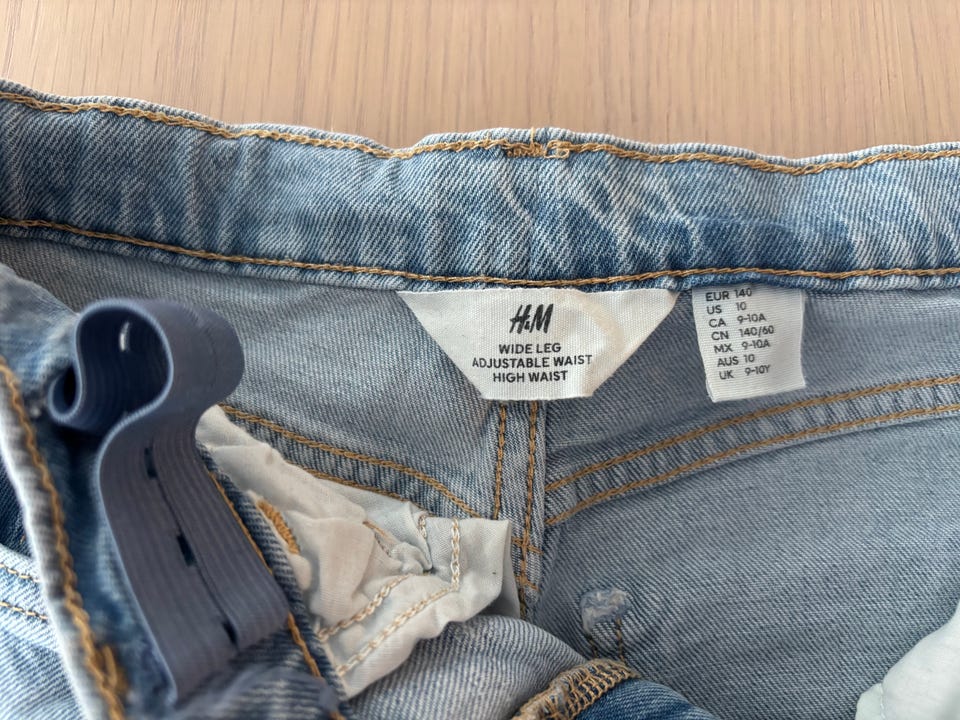 H&M
WIDE LEG
ADJUSTABLE WAIST
HIGH WAIST
EUR 140
US 10
CA 9-10A
CN 140/60
MX 9-10A
AUS 10
UK 9-10Y